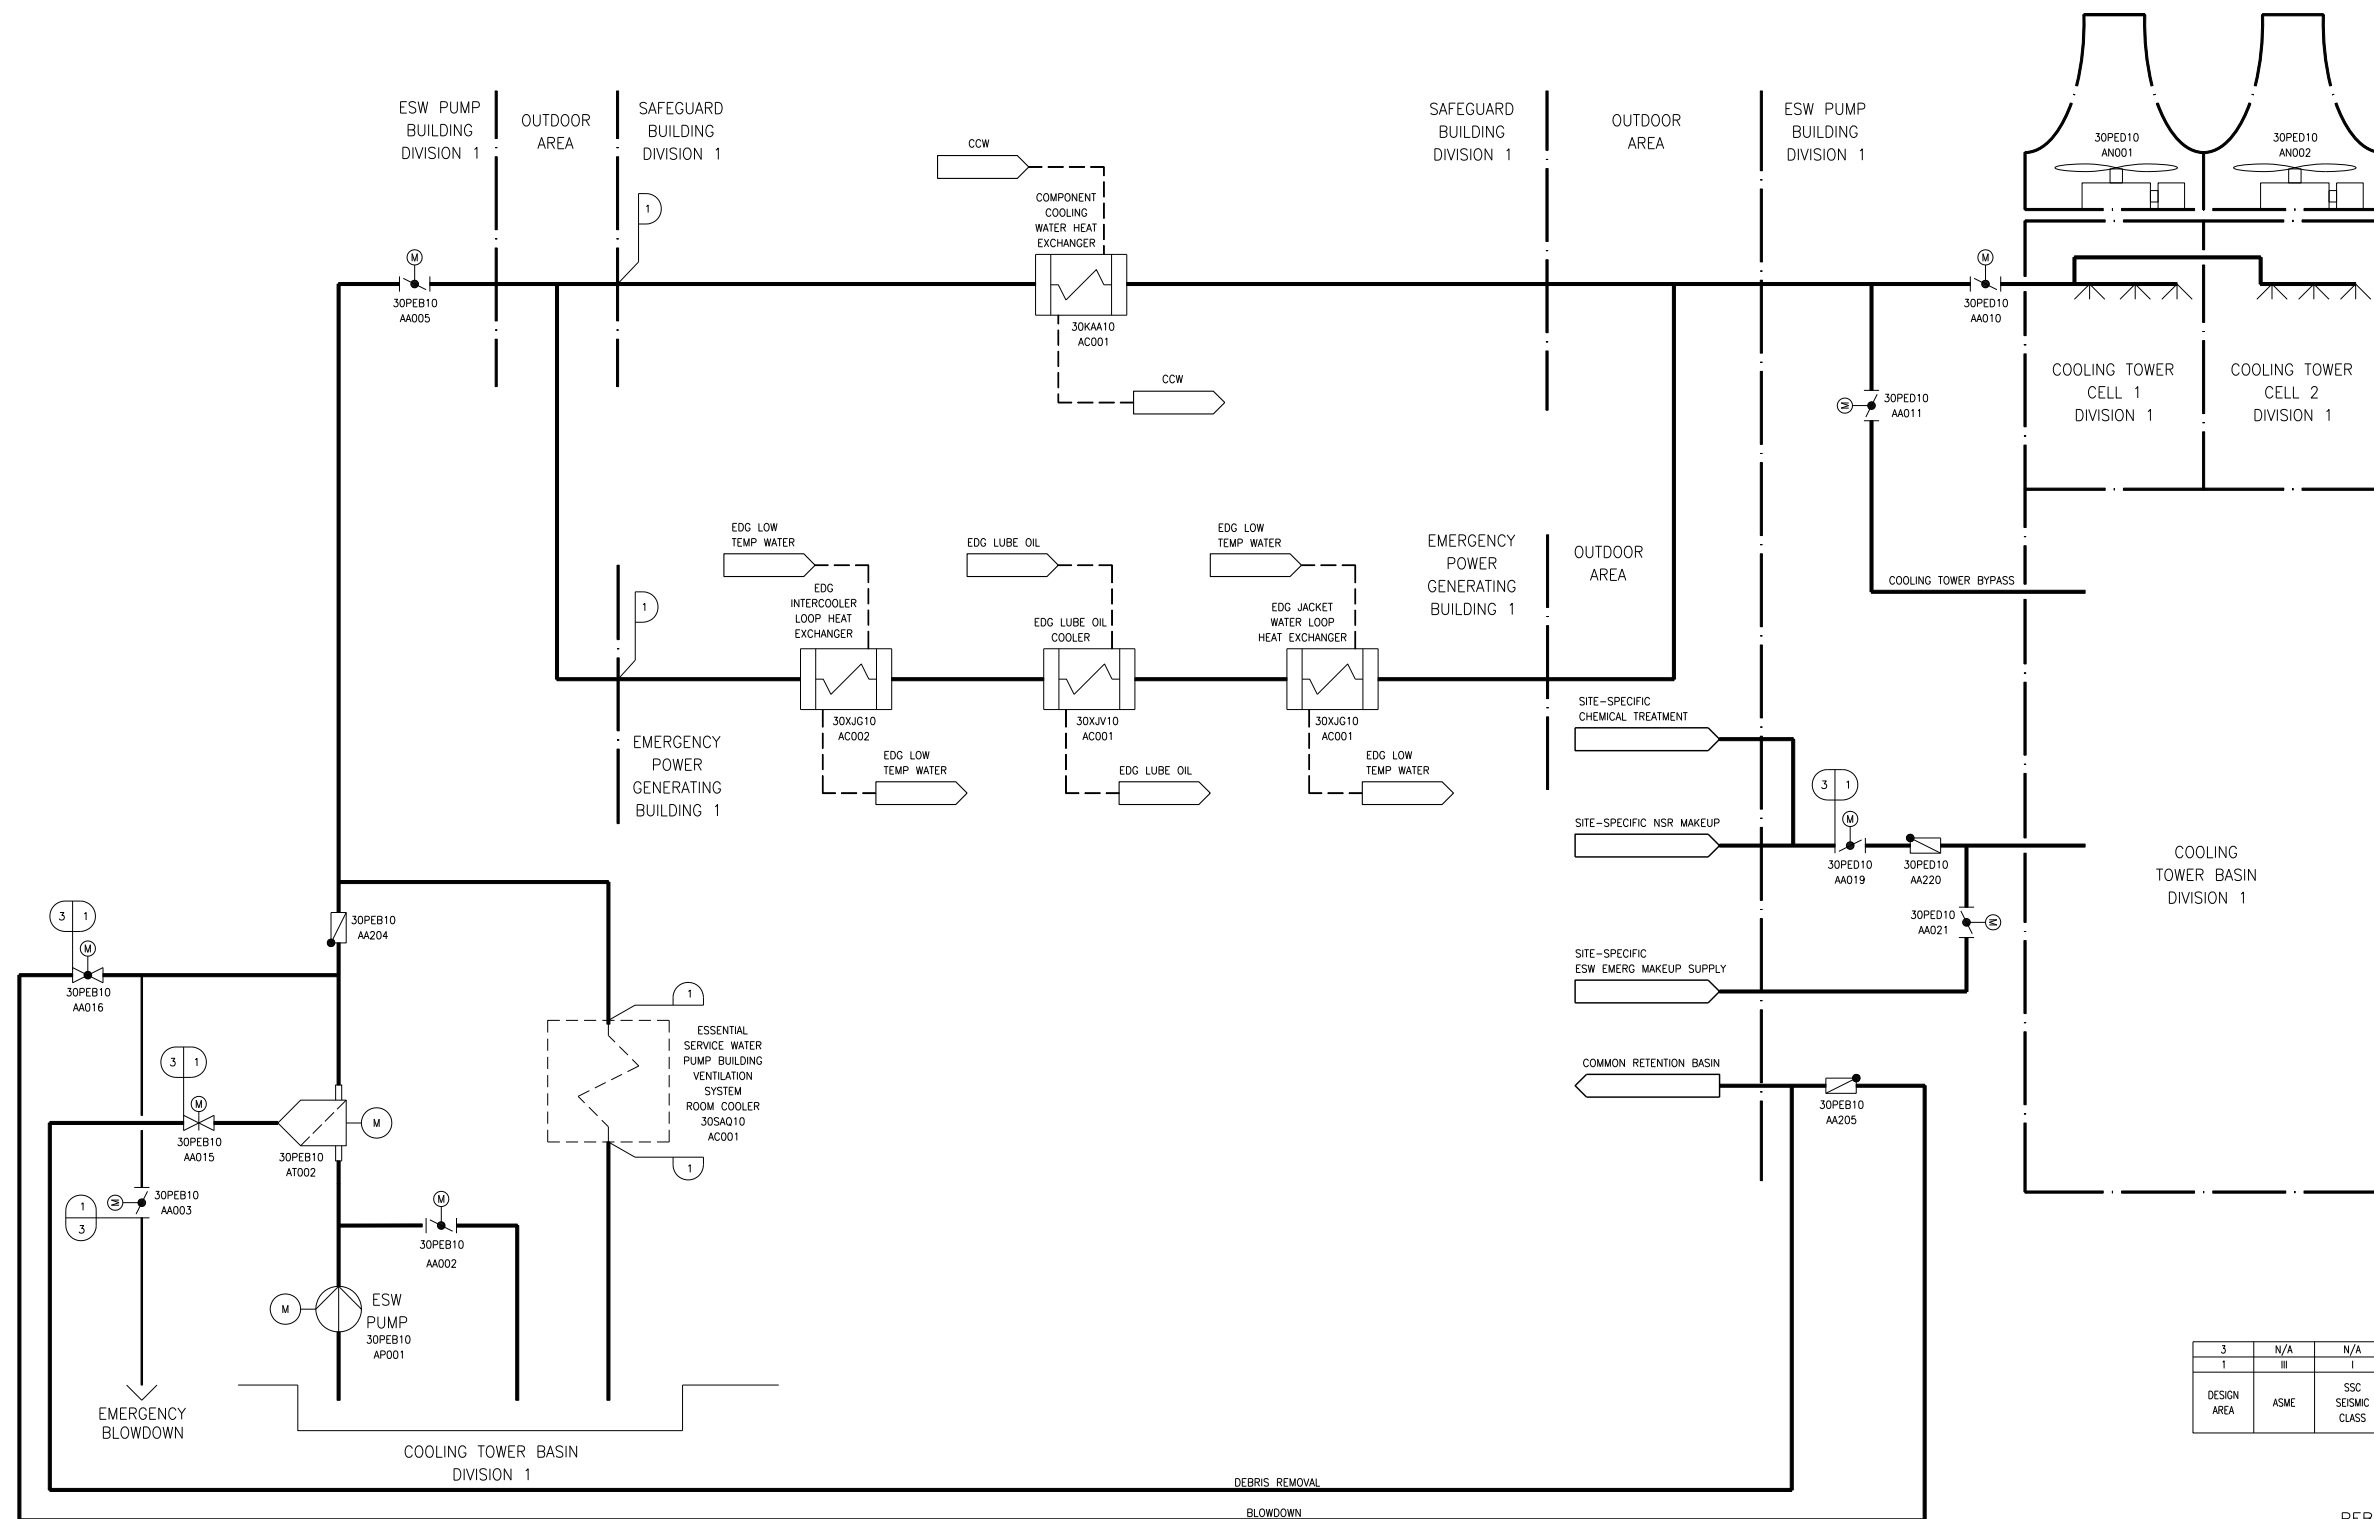 ESW PUMP
BUILDING
DIVISION 1
OUTDOOR
AREA
SAFEGUARD
BUILDING
DIVISION 1
CCW
COMPONENT
COOLING
WATER HEAT
EXCHANGER
30KAA10
AC001
CCW
SAFEGUARD
BUILDING
DIVISION 1
OUTDOOR
AREA
ESW PUMP
BUILDING
DIVISION 1
30PED10
AN001
30PED10
AN002
1
M
30PEB10
AA005
M
30PED10
AA010
COOLING TOWER
CELL 1
DIVISION 1
COOLING TOWER
CELL 2
DIVISION 1
M
30PED10
AA011
COOLING TOWER BYPASS
EDG LOW
TEMP WATER
EDG
INTERCOOLER
LOOP HEAT
EXCHANGER
30XJG10
AC002
EDG LOW
TEMP WATER
EDG LUBE OIL
EDG LUBE OIL
COOLER
30XJV10
AC001
EDG LUBE OIL
EDG LOW
TEMP WATER
EDG JACKET
WATER LOOP
HEAT EXCHANGER
30XJG10
AC001
EDG LOW
TEMP WATER
EMERGENCY
POWER
GENERATING
BUILDING 1
OUTDOOR
AREA
1
EMERGENCY
POWER
GENERATING
BUILDING 1
SITE-SPECIFIC
CHEMICAL TREATMENT
3 1
M
SITE-SPECIFIC NSR MAKEUP
30PED10
AA019
30PED10
AA220
30PED10
AA021
M
SITE-SPECIFIC
ESW EMERG MAKEUP SUPPLY
COOLING
TOWER BASIN
DIVISION 1
COMMON RETENTION BASIN
30PEB10
AA205
3 1
M
30PEB10
AA016
30PEB10
AA204
3 1
M
30PEB10
AA015
30PEB10
AT002
M
1
ESSENTIAL
SERVICE WATER
PUMP BUILDING
VENTILATION
SYSTEM
ROOM COOLER
30SAQ10
AC001
1
1
3
M
30PEB10
AA003
M
30PEB10
AA002
M
ESW
PUMP
30PEB10
AP001
EMERGENCY
BLOWDOWN
COOLING TOWER BASIN
DIVISION 1
DEBRIS REMOVAL
BLOWDOWN
3 N/A N/A
1 III I
DESIGN
AREA
ASME
SSC
SEISMIC
CLASS